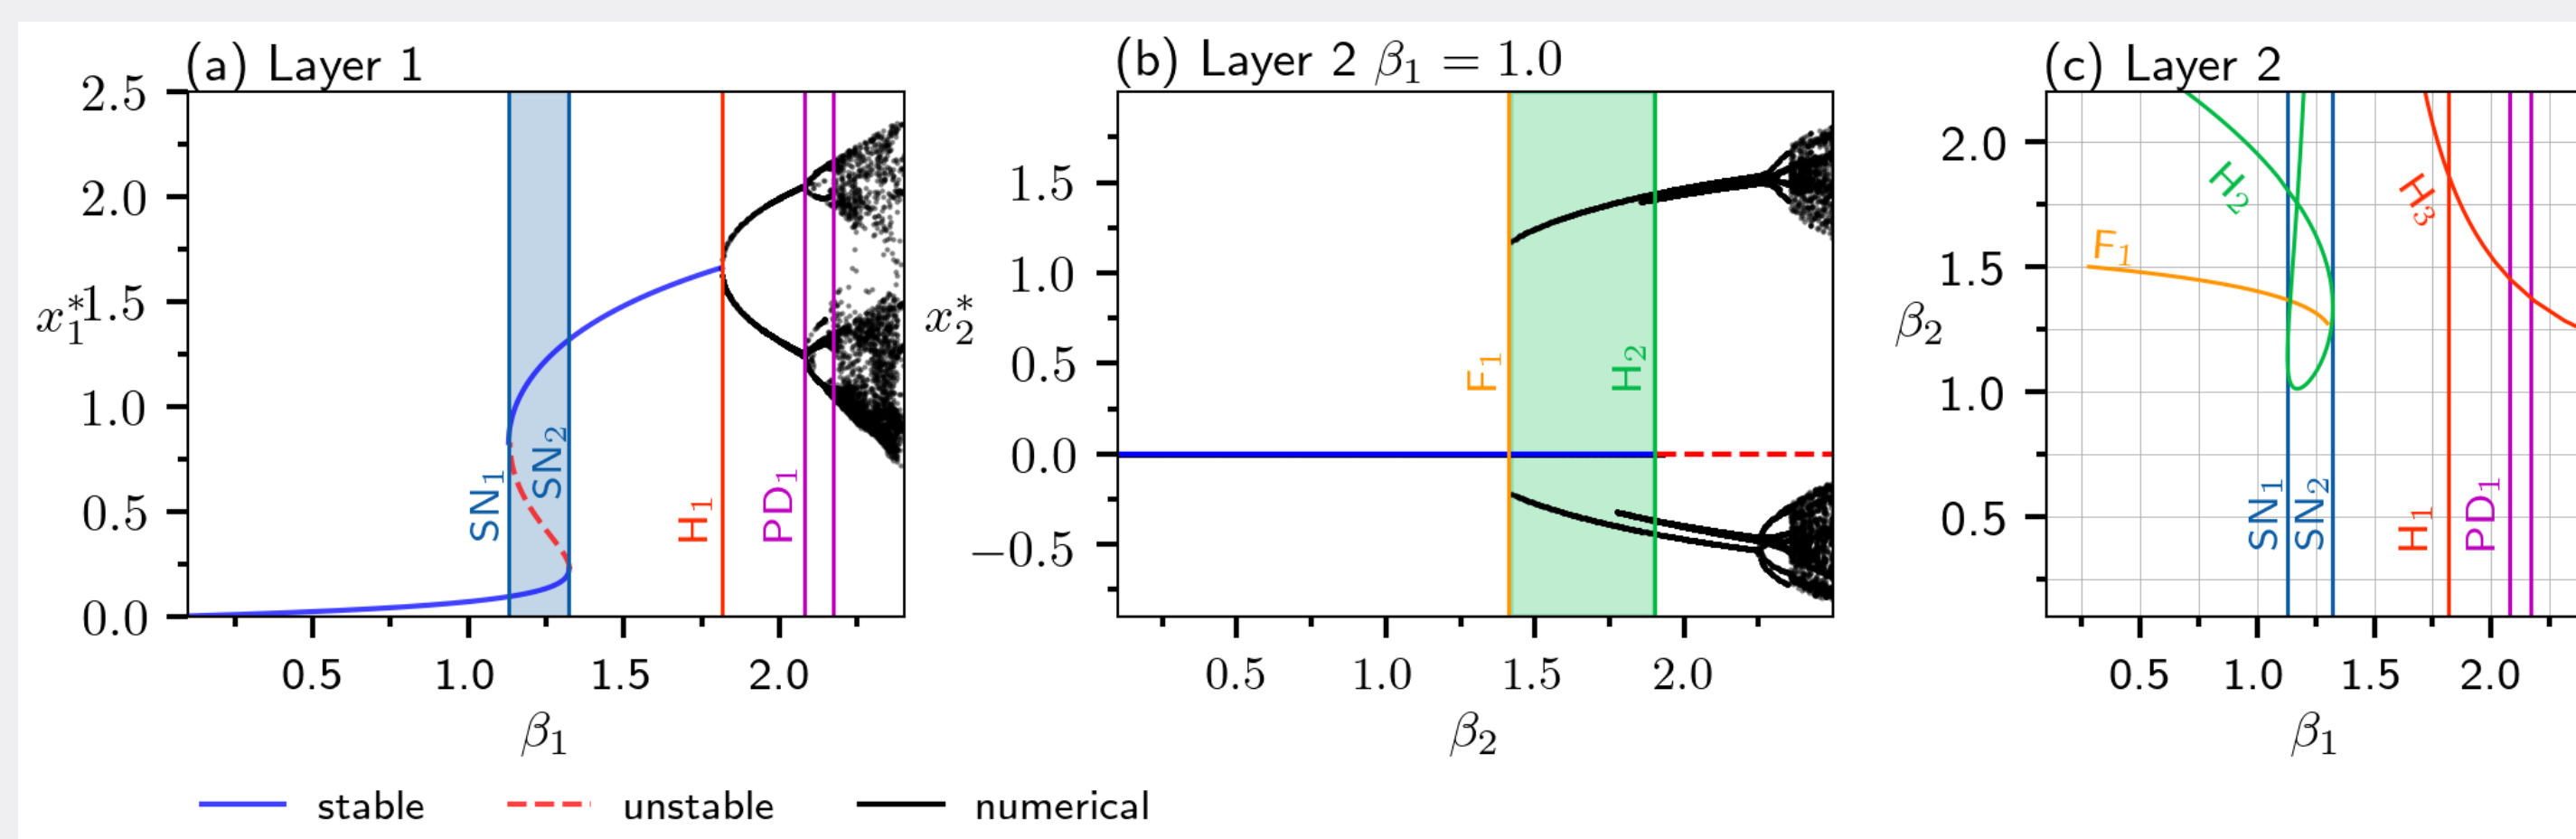 (a) Layer 1
2.5
2.0
1.5
1.0
0.5
0.0
x₁*
SN₁
SN₂
H₁
PD₁
0.5 1.0 1.5 2.0
β₁
(b) Layer 2 β₁ = 1.0
1.5
1.0
0.5
0.0
−0.5
x₂*
F₁
H₂
0.5 1.0 1.5 2.0
β₂
(c) Layer 2
2.0
1.5
1.0
0.5
β₂
H₂
F₁
H₃
SN₁
SN₂
H₁
PD₁
0.5 1.0 1.5 2.0
β₁
stable unstable numerical